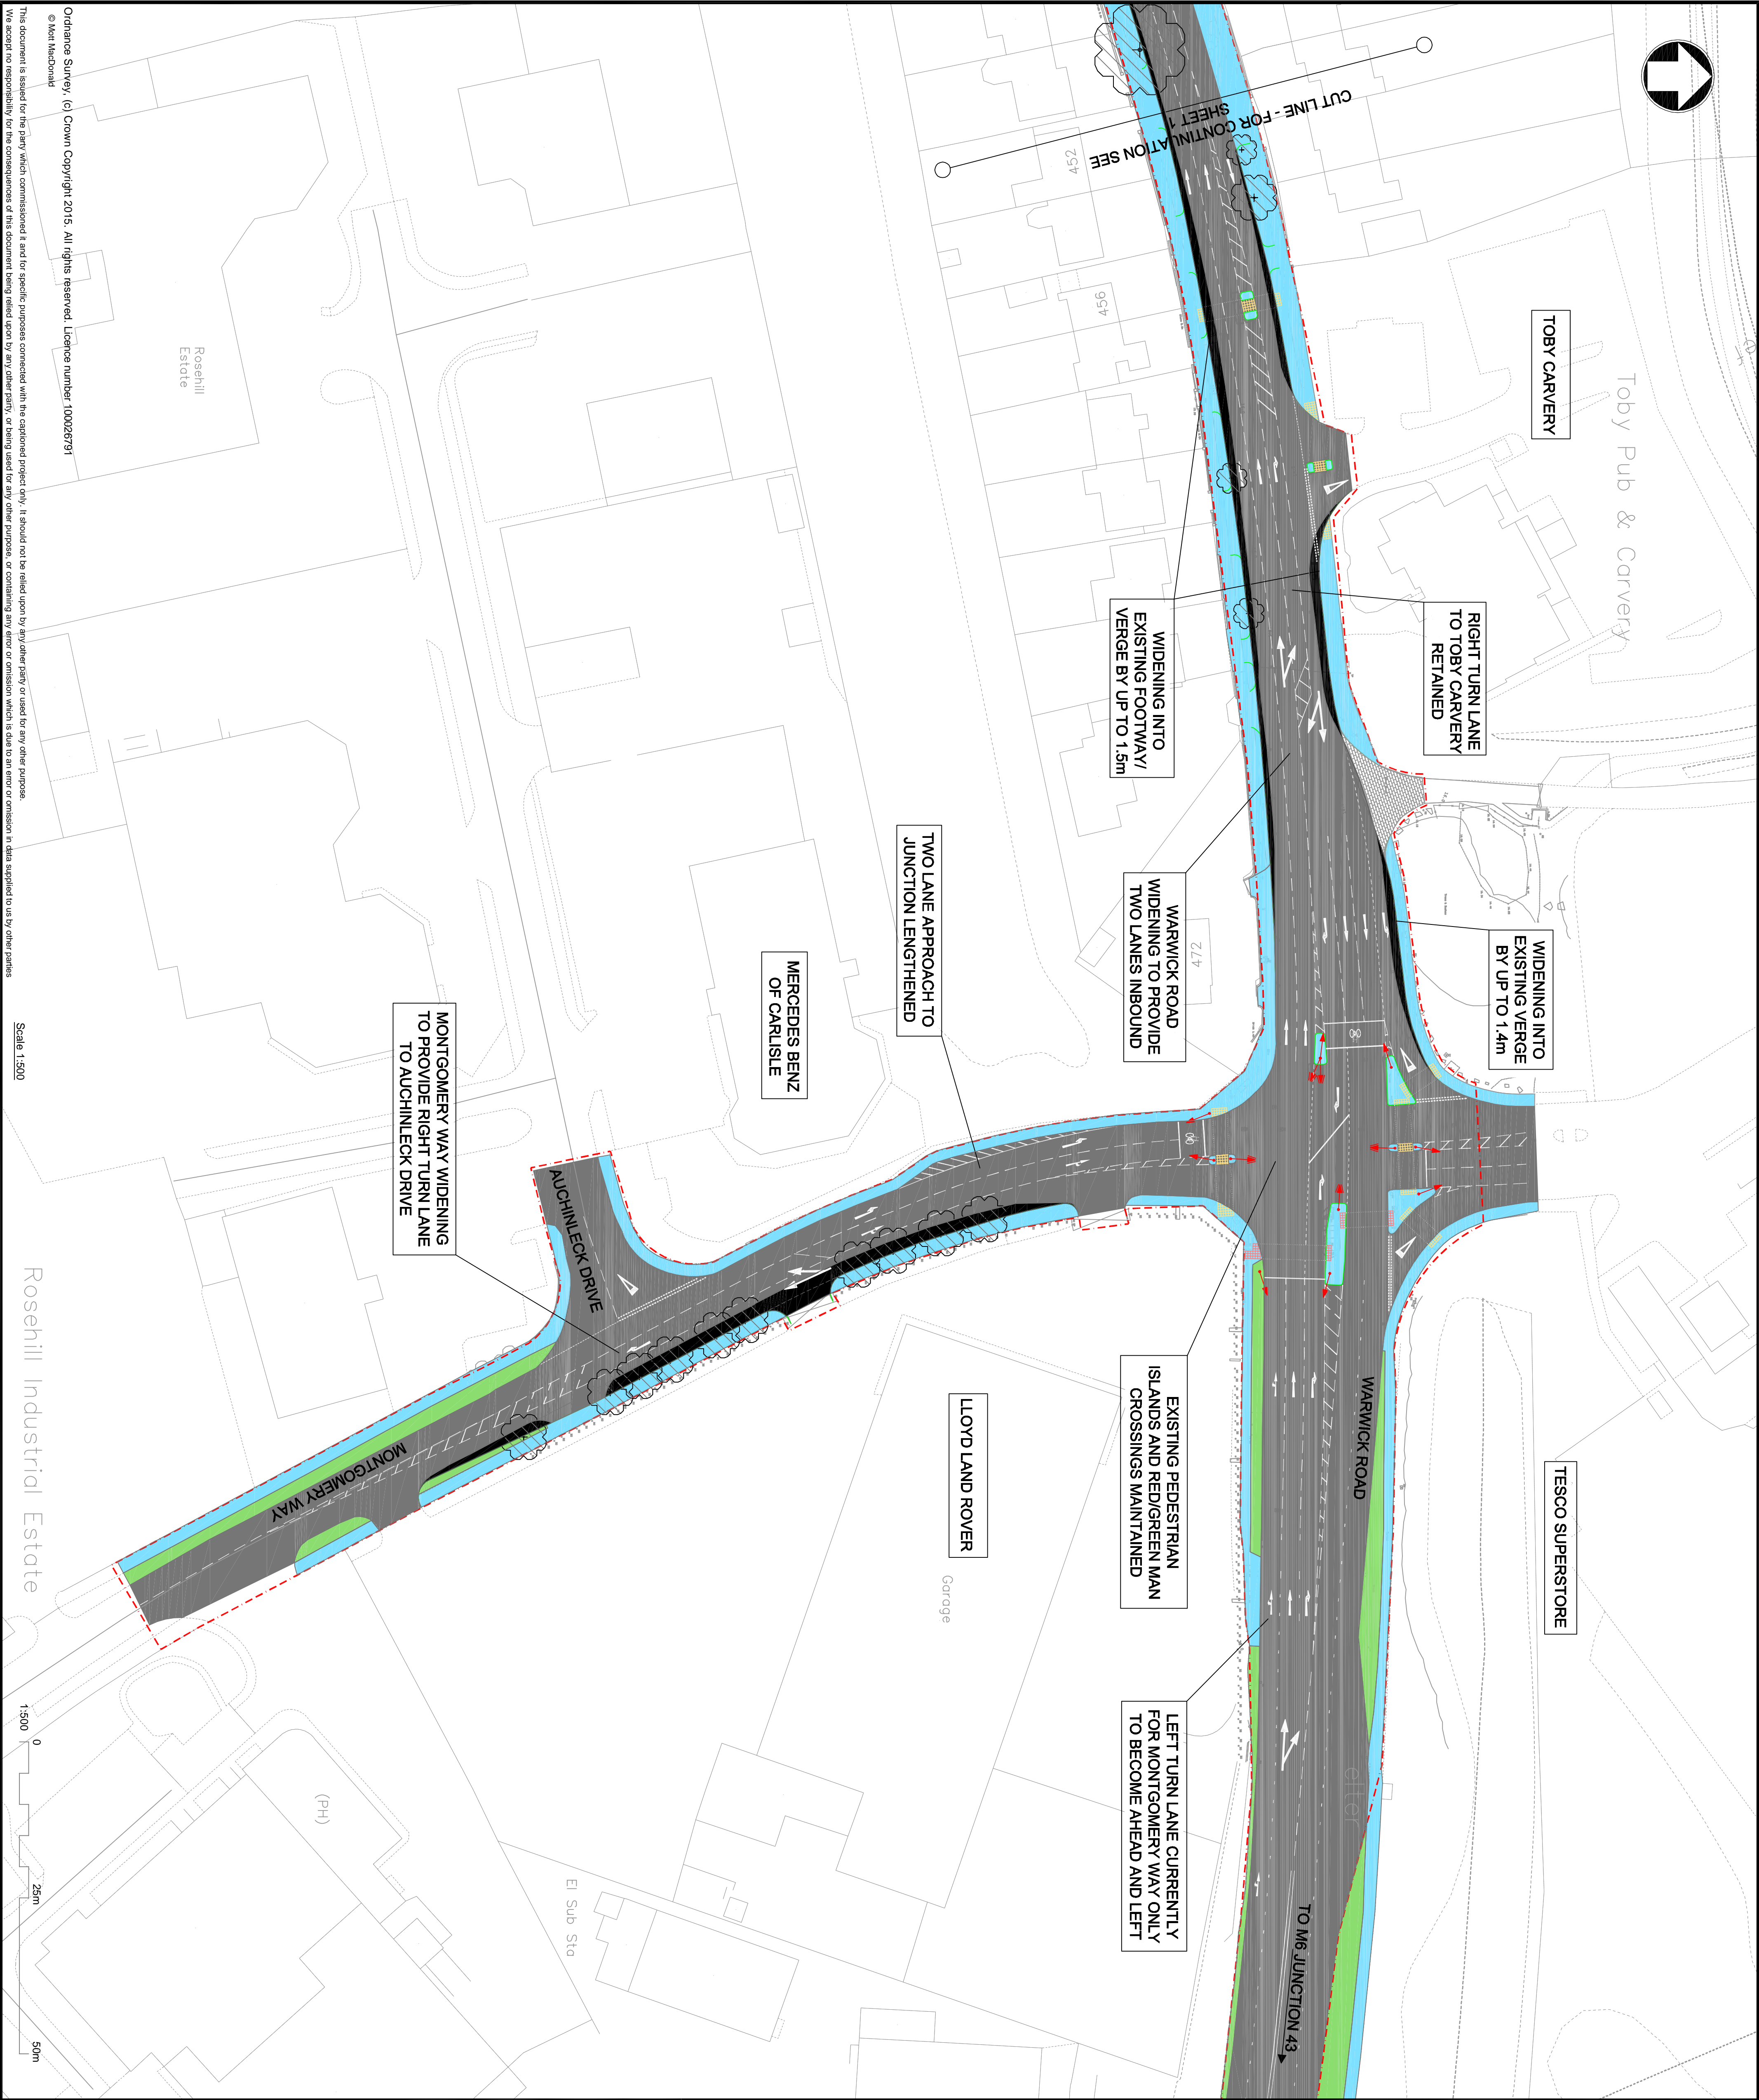 Toby Pub & Carvery
TOBY CARVERY
RIGHT TURN LANE
TO TOBY CARVERY
RETAINED
WIDENING INTO
EXISTING VERGE
BY UP TO 1.4m
TESCO SUPERSTORE
CUT LINE - FOR CONTINUATION SEE
SHEET 1
452
456
472
WIDENING INTO
EXISTING FOOTWAY/
VERGE BY UP TO 1.5m
WARWICK ROAD
WIDENING TO PROVIDE
TWO LANES INBOUND
EXISTING PEDESTRIAN
ISLANDS AND RED/GREEN MAN
CROSSINGS MAINTAINED
LEFT TURN LANE CURRENTLY
FOR MONTGOMERY WAY ONLY
TO BECOME AHEAD AND LEFT
WARWICK ROAD
elter
TO M6 JUNCTION 43
TWO LANE APPROACH TO
JUNCTION LENGTHENED
LLOYD LAND ROVER
Garage
MERCEDES BENZ
OF CARLISLE
AUCHINLECK DRIVE
El Sub Sta
MONTGOMERY WAY WIDENING
TO PROVIDE RIGHT TURN LANE
TO AUCHINLECK DRIVE
MONTGOMERY WAY
(PH)
Rosehill
Estate
Rosehill Industrial Estate
Ordnance Survey, (c) Crown Copyright 2015. All rights reserved. Licence number 100026791
© Mott MacDonald
This document is issued for the party which commissioned it and for specific purposes connected with the captioned project only. It should not be relied upon by any other party or used for any other purpose.
We accept no responsibility for the consequences of this document being relied upon by any other party, or being used for any other purpose, or containing any error or omission which is due to an error or omission in data supplied to us by other parties
Scale 1:500
1:500
0
25m
50m